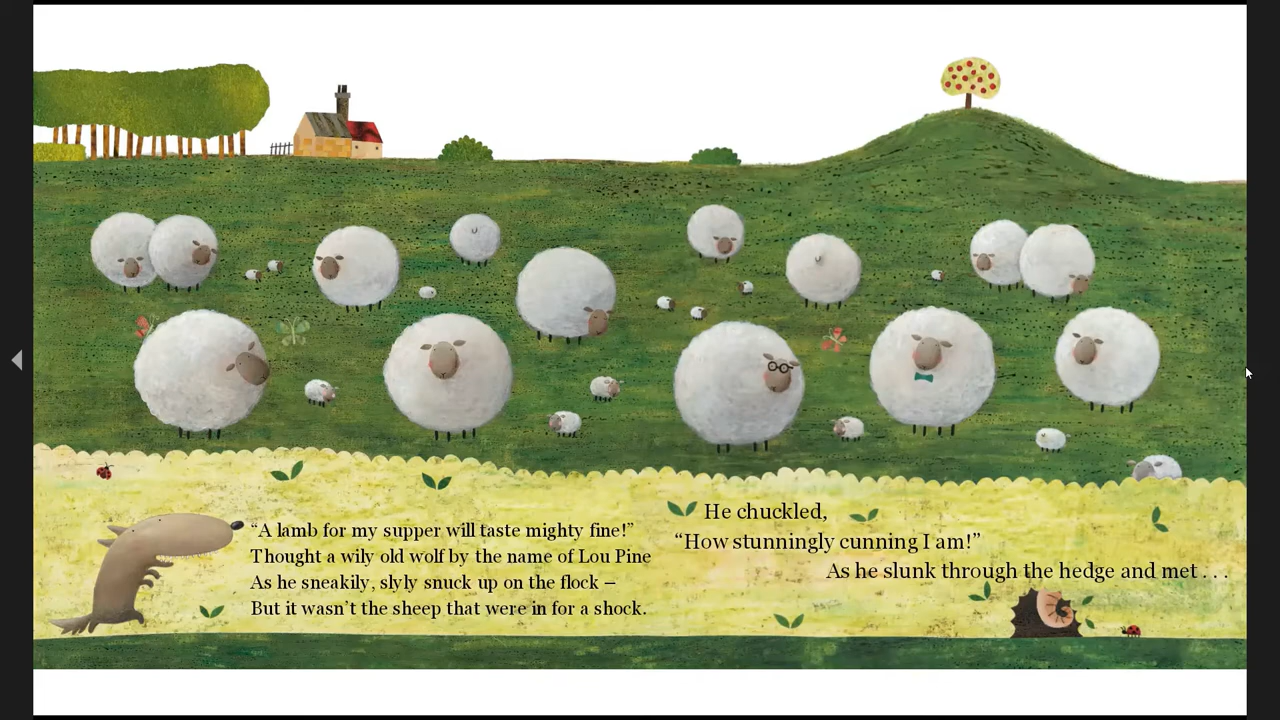 “A lamb for my supper will taste mighty fine!”
Thought a wily old wolf by the name of Lou Pine
As he sneakily, slyly snuck up on the flock –
But it wasn’t the sheep that were in for a shock.
He chuckled,
“How stunningly cunning I am!”
As he slunk through the hedge and met . . .